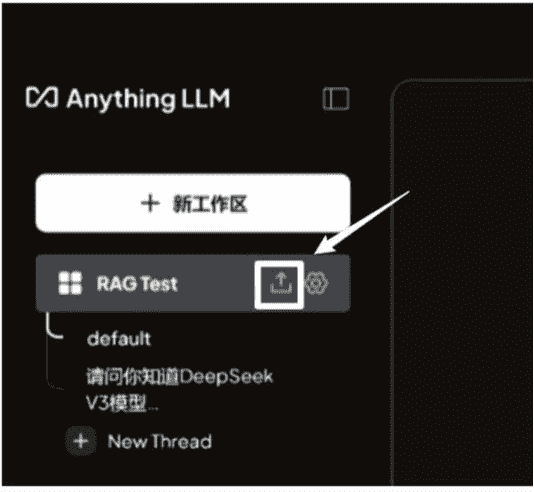 Anything LLM
+ 新工作区
RAG Test
default
请问你知道DeepSeek
V3模型...
+ New Thread